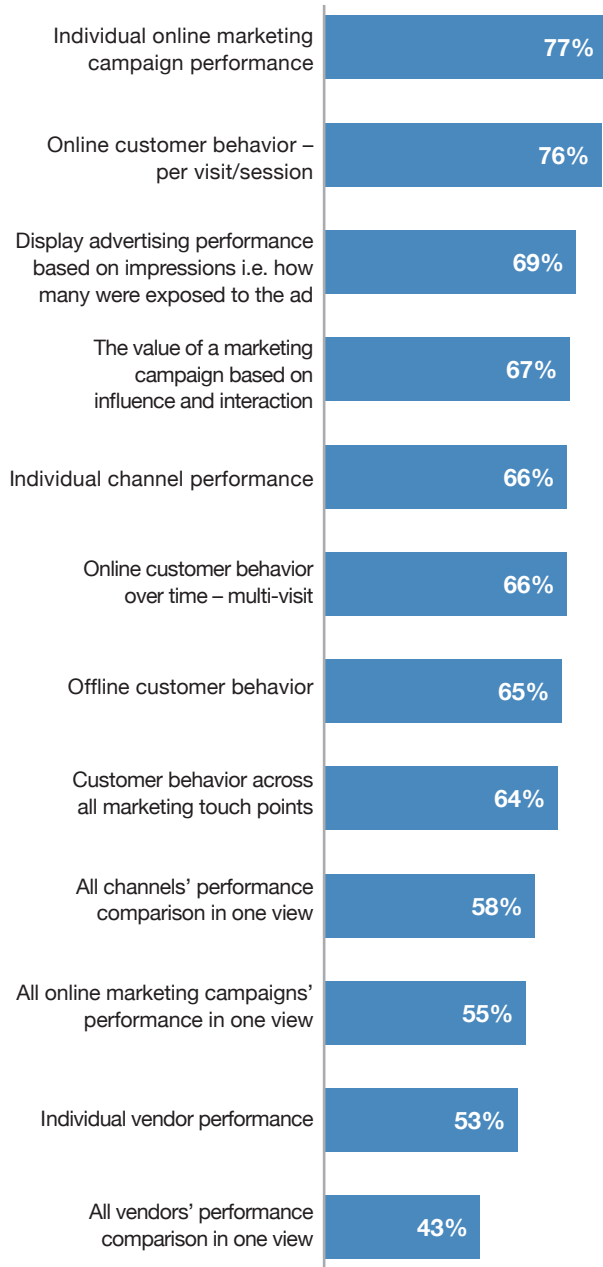 Individual online marketing
campaign performance
77%
Online customer behavior –
per visit/session
76%
Display advertising performance
based on impressions i.e. how
many were exposed to the ad
69%
The value of a marketing
campaign based on
influence and interaction
67%
Individual channel performance
66%
Online customer behavior
over time – multi-visit
66%
Offline customer behavior
65%
Customer behavior across
all marketing touch points
64%
All channels’ performance
comparison in one view
58%
All online marketing campaigns’
performance in one view
55%
Individual vendor performance
53%
All vendors’ performance
comparison in one view
43%